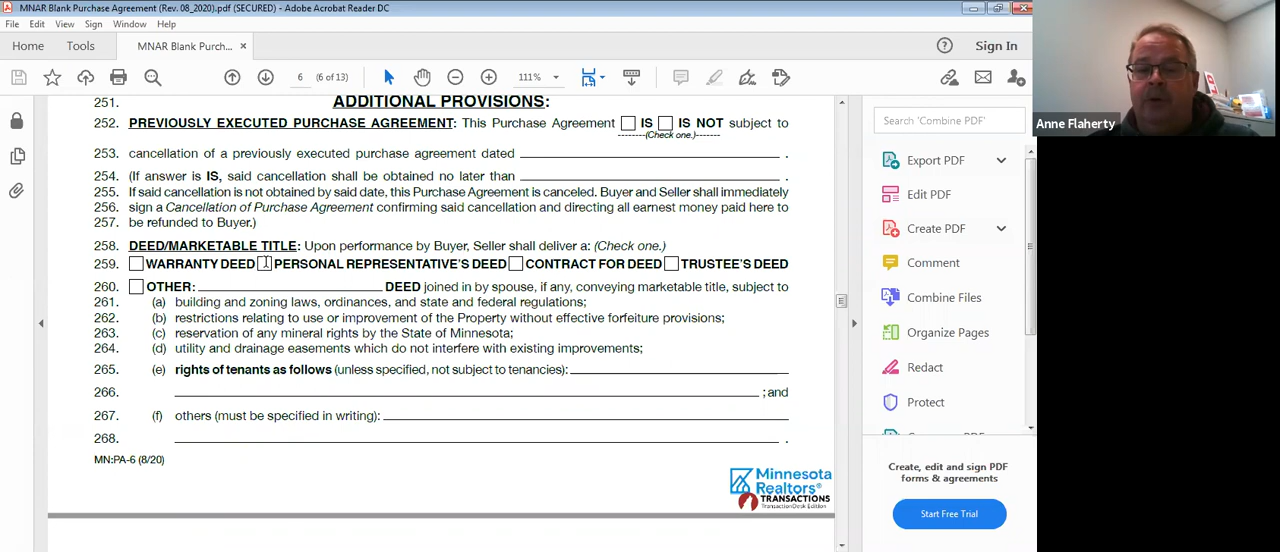 MNAR Blank Purchase Agreement (Rev. 08_2020).pdf (SECURED) - Adobe Acrobat Reader DC
File Edit View Sign Window Help
Home Tools MNAR Blank Purch... × Sign In
6 (6 of 13) 111%
251. ADDITIONAL PROVISIONS:
252. PREVIOUSLY EXECUTED PURCHASE AGREEMENT: This Purchase Agreement IS IS NOT subject to
--------(Check one.)-------
253. cancellation of a previously executed purchase agreement dated .
254. (If answer is IS, said cancellation shall be obtained no later than .
255. If said cancellation is not obtained by said date, this Purchase Agreement is canceled. Buyer and Seller shall immediately
256. sign a Cancellation of Purchase Agreement confirming said cancellation and directing all earnest money paid here to
257. be refunded to Buyer.)
258. DEED/MARKETABLE TITLE: Upon performance by Buyer, Seller shall deliver a: (Check one.)
259. WARRANTY DEED PERSONAL REPRESENTATIVE'S DEED CONTRACT FOR DEED TRUSTEE'S DEED
260. OTHER: DEED joined in by spouse, if any, conveying marketable title, subject to
261. (a) building and zoning laws, ordinances, and state and federal regulations;
262. (b) restrictions relating to use or improvement of the Property without effective forfeiture provisions;
263. (c) reservation of any mineral rights by the State of Minnesota;
264. (d) utility and drainage easements which do not interfere with existing improvements;
265. (e) rights of tenants as follows (unless specified, not subject to tenancies):
266. ; and
267. (f) others (must be specified in writing):
268. .
MN:PA-6 (8/20)
Minnesota
Realtors®
TRANSACTIONS
TransactionDesk Edition
Search 'Combine PDF'
Export PDF
Edit PDF
Create PDF
Comment
Combine Files
Organize Pages
Redact
Protect
Create, edit and sign PDF
forms & agreements
Start Free Trial
Anne Flaherty